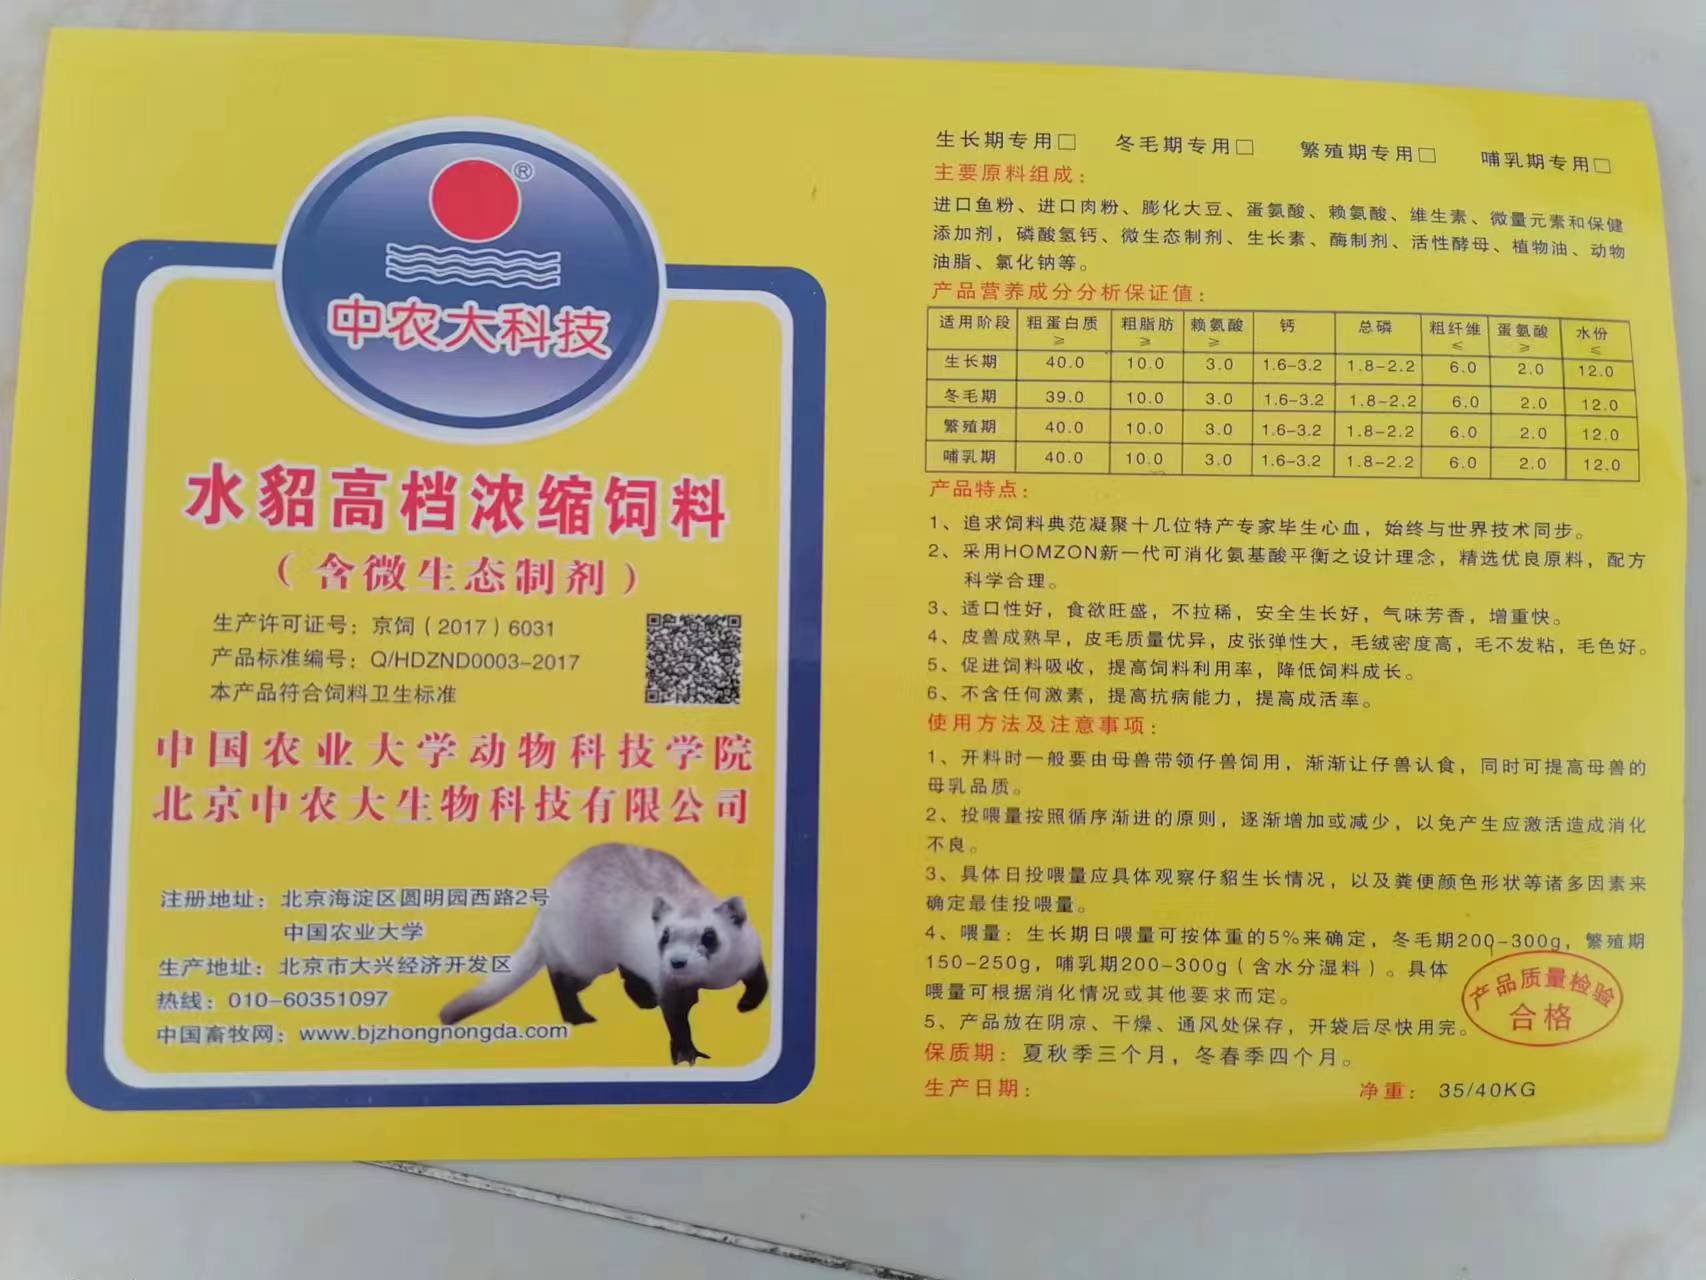 ®
中农大科技
水貂高档浓缩饲料
（含微生态制剂）
生产许可证号：京饲（2017）6031
产品标准编号：Q/HDZND0003-2017
本产品符合饲料卫生标准
中国农业大学动物科技学院
北京中农大生物科技有限公司
注册地址：北京海淀区圆明园西路2号
中国农业大学
生产地址：北京市大兴经济开发区
热线：010-60351097
中国畜牧网：www.bjzhongnongda.com
生长期专用□ 冬毛期专用□ 繁殖期专用□ 哺乳期专用□
主要原料组成：
进口鱼粉、进口肉粉、膨化大豆、蛋氨酸、赖氨酸、维生素、微量元素和保健
添加剂，磷酸氢钙、微生态制剂、生长素、酶制剂、活性酵母、植物油、动物
油脂、氯化钠等。
产品营养成分分析保证值：
适用阶段 粗蛋白质 ≥ 粗脂肪 ≥ 赖氨酸 ≥ 钙 总磷 粗纤维 ≤ 蛋氨酸 ≥ 水份 ≤
生长期 40.0 10.0 3.0 1.6-3.2 1.8-2.2 6.0 2.0 12.0
冬毛期 39.0 10.0 3.0 1.6-3.2 1.8-2.2 6.0 2.0 12.0
繁殖期 40.0 10.0 3.0 1.6-3.2 1.8-2.2 6.0 2.0 12.0
哺乳期 40.0 10.0 3.0 1.6-3.2 1.8-2.2 6.0 2.0 12.0
产品特点：
1、追求饲料典范凝聚十几位特产专家毕生心血，始终与世界技术同步。
2、采用HOMZON新一代可消化氨基酸平衡之设计理念，精选优良原料，配方
科学合理。
3、适口性好，食欲旺盛，不拉稀，安全生长好，气味芳香，增重快。
4、皮兽成熟早，皮毛质量优异，皮张弹性大，毛绒密度高，毛不发粘，毛色好。
5、促进饲料吸收，提高饲料利用率，降低饲料成长。
6、不含任何激素，提高抗病能力，提高成活率。
使用方法及注意事项：
1、开料时一般要由母兽带领仔兽饲用，渐渐让仔兽认食，同时可提高母兽的
母乳品质。
2、投喂量按照循序渐进的原则，逐渐增加或减少，以免产生应激活造成消化
不良。
3、具体日投喂量应具体观察仔貂生长情况，以及粪便颜色形状等诸多因素来
确定最佳投喂量。
4、喂量：生长期日喂量可按体重的5%来确定，冬毛期200-300g，繁殖期
150-250g，哺乳期200-300g（含水分湿料）。具体
喂量可根据消化情况或其他要求而定。
5、产品放在阴凉、干燥、通风处保存，开袋后尽快用完。
产品质量检验
合格
保质期：夏秋季三个月，冬春季四个月。
生产日期： 净重： 35/40KG